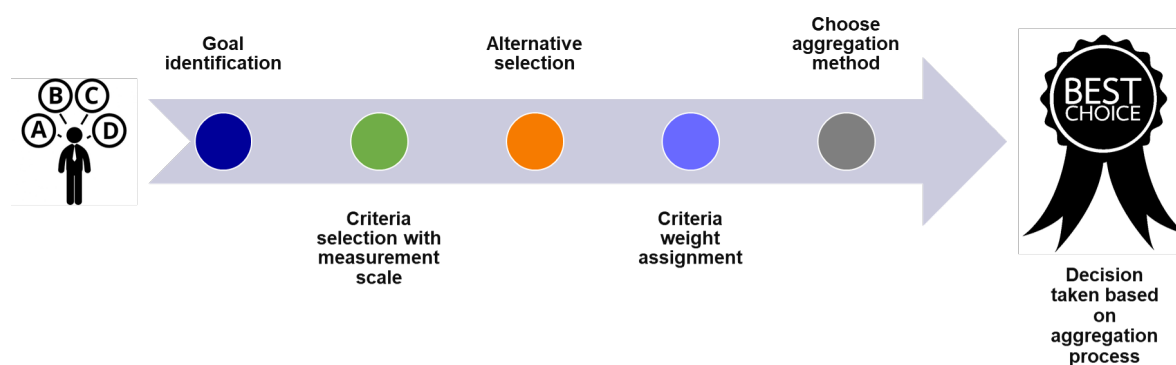 B C
A D
Goal
identification
Criteria
selection with
measurement
scale
Alternative
selection
Criteria
weight
assignment
Choose
aggregation
method
BEST
CHOICE
Decision
taken based
on
aggregation
process